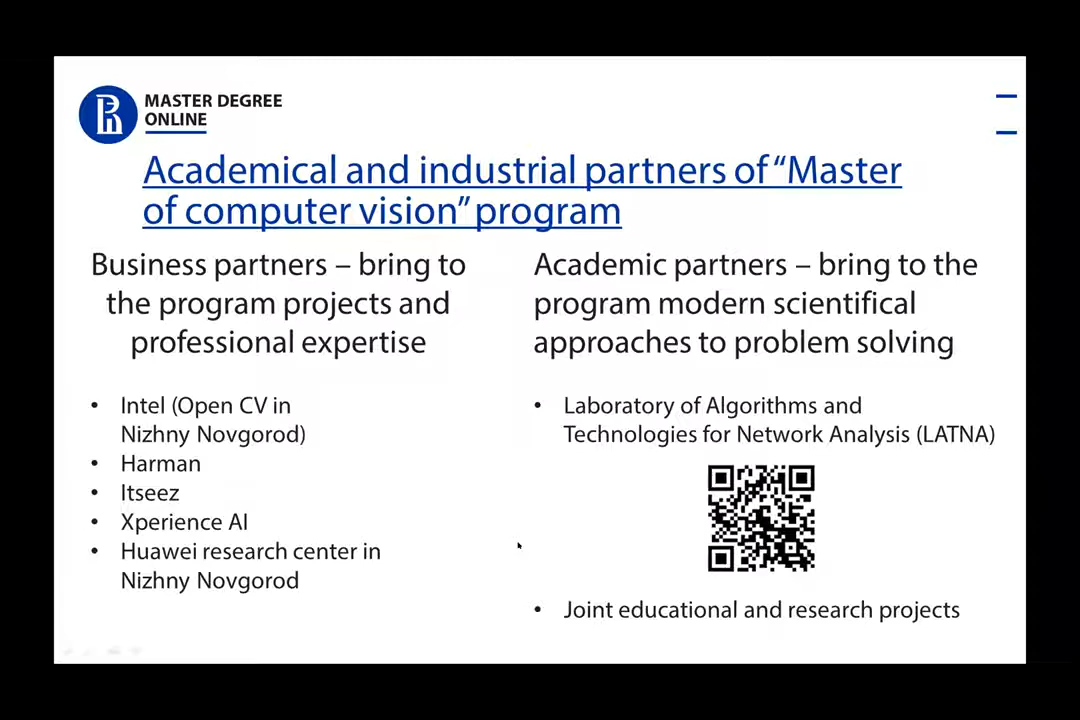 MASTER DEGREE
ONLINE
Academical and industrial partners of “Master
of computer vision” program
Business partners – bring to
the program projects and
professional expertise
• Intel (Open CV in
Nizhny Novgorod)
• Harman
• Itseez
• Xperience AI
• Huawei research center in
Nizhny Novgorod
Academic partners – bring to the
program modern scientifical
approaches to problem solving
• Laboratory of Algorithms and
Technologies for Network Analysis (LATNA)
• Joint educational and research projects